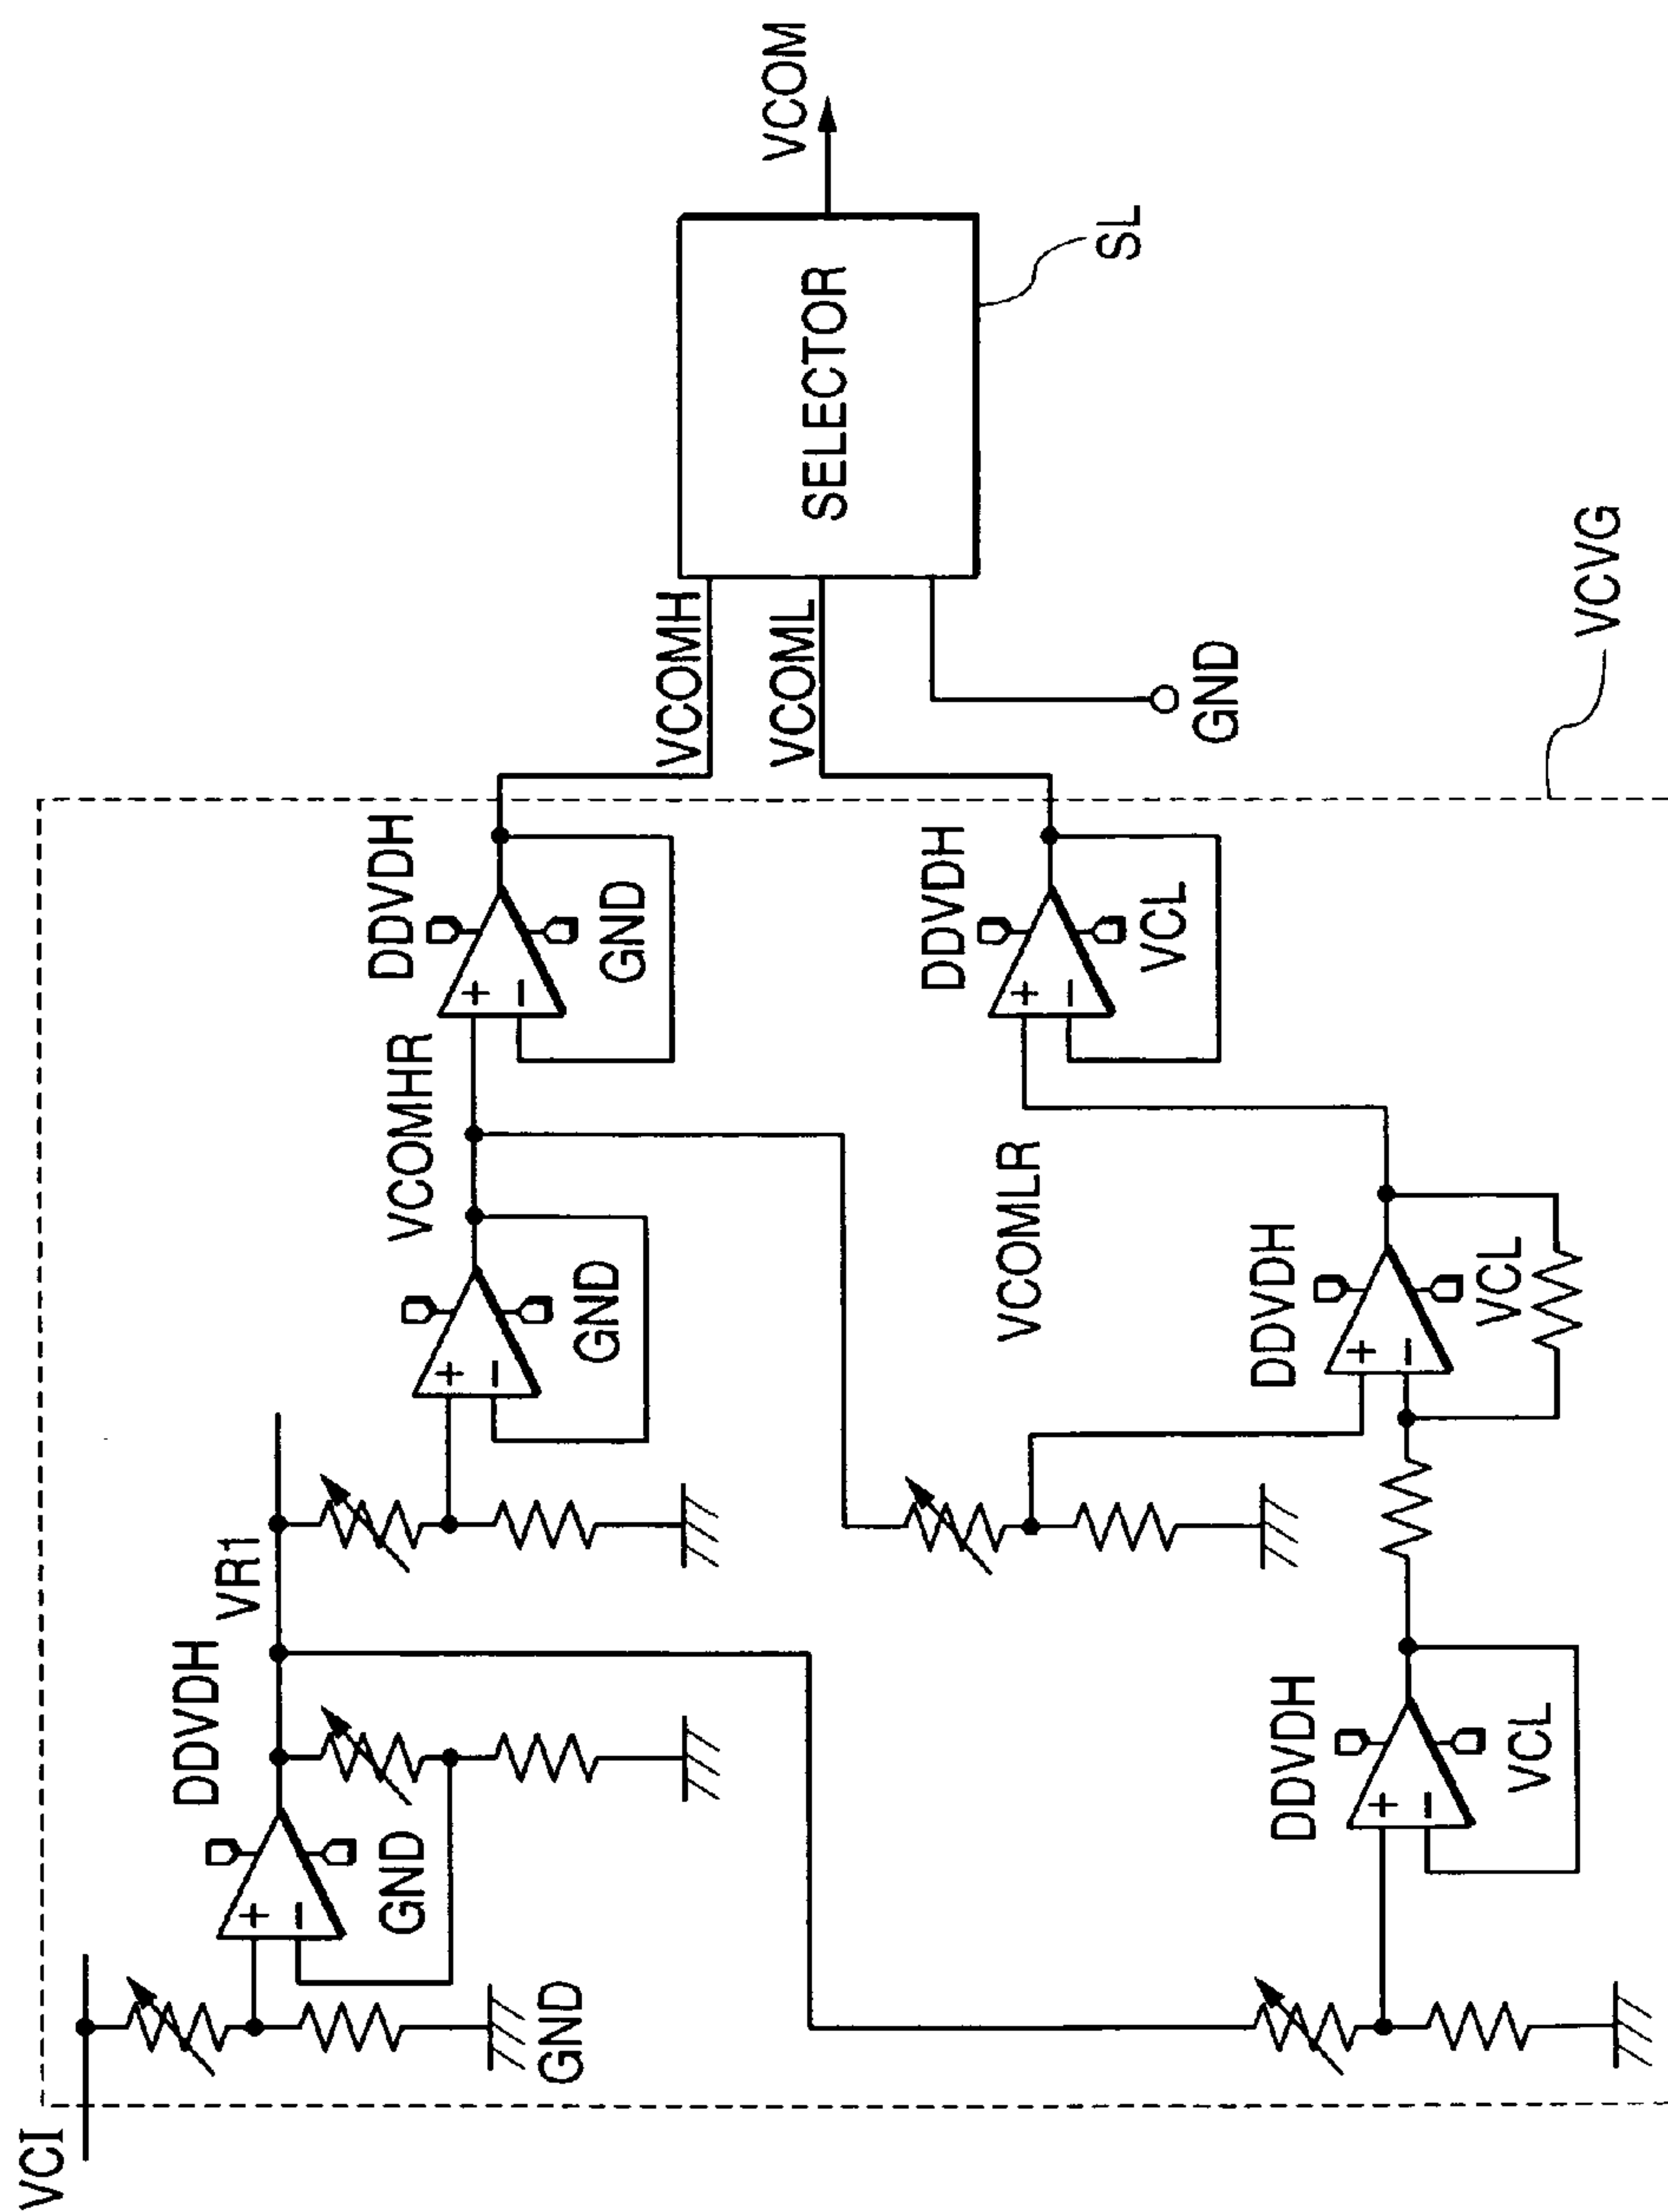 VCI
GND
+
−
GND
DDVDH
VR1
+
−
GND
VCOMHR
+
−
GND
DDVDH
VCOMH
VCOML
GND
SELECTOR
SL
VCOM
+
−
VCL
DDVDH
+
−
VCL
DDVDH
VCOMLR
+
−
VCL
DDVDH
VCVG